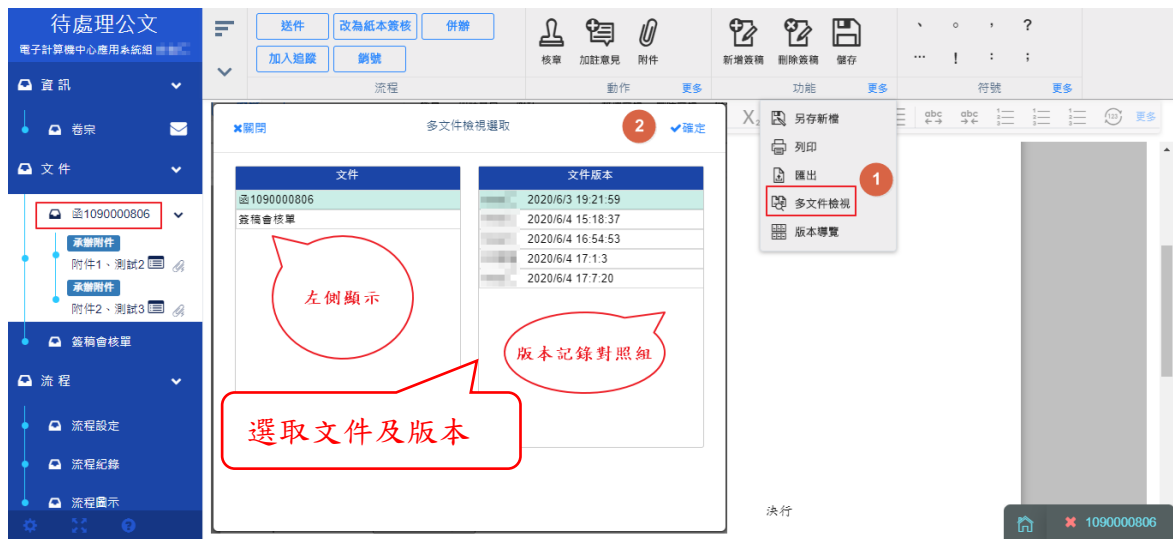 待處理公文
電子計算機中心應用系統組
資訊
卷宗
文件
函1090000806
承辦附件
附件1、測試2
承辦附件
附件2、測試3
簽稿會核單
流程
流程設定
流程紀錄
流程圖示
送件
改為紙本簽核
併辦
加入追蹤
銷號
流程
核章
加註意見
附件
動作
更多
新增簽稿
刪除簽稿
儲存
功能
更多
、 。 , ?
… ! : ;
符號
更多
X₂
abc
abc
更多
關閉
多文件檢視選取
2
確定
文件
函1090000806
簽稿會核單
文件版本
2020/6/3 19:21:59
2020/6/4 15:18:37
2020/6/4 16:54:53
2020/6/4 17:1:3
2020/6/4 17:7:20
左側顯示
版本記錄對照組
選取文件及版本
另存新檔
列印
匯出
1
多文件檢視
版本導覽
決行
1090000806